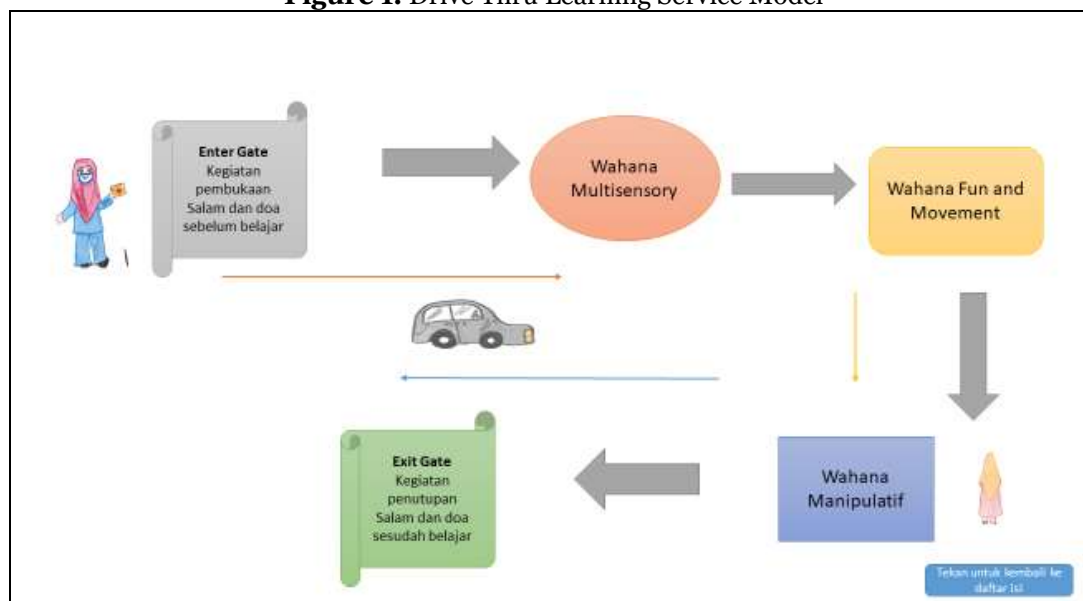 Figure 1. Drive Thru Learning Service Model
Enter Gate
Kegiatan
pembukaan
Salam dan doa
sebelum belajar
Wahana
Multisensory
Wahana Fun and
Movement
Wahana
Manipulatif
Exit Gate
Kegiatan
penutupan
Salam dan doa
sesudah belajar
Tekan untuk kembali ke
daftar isi